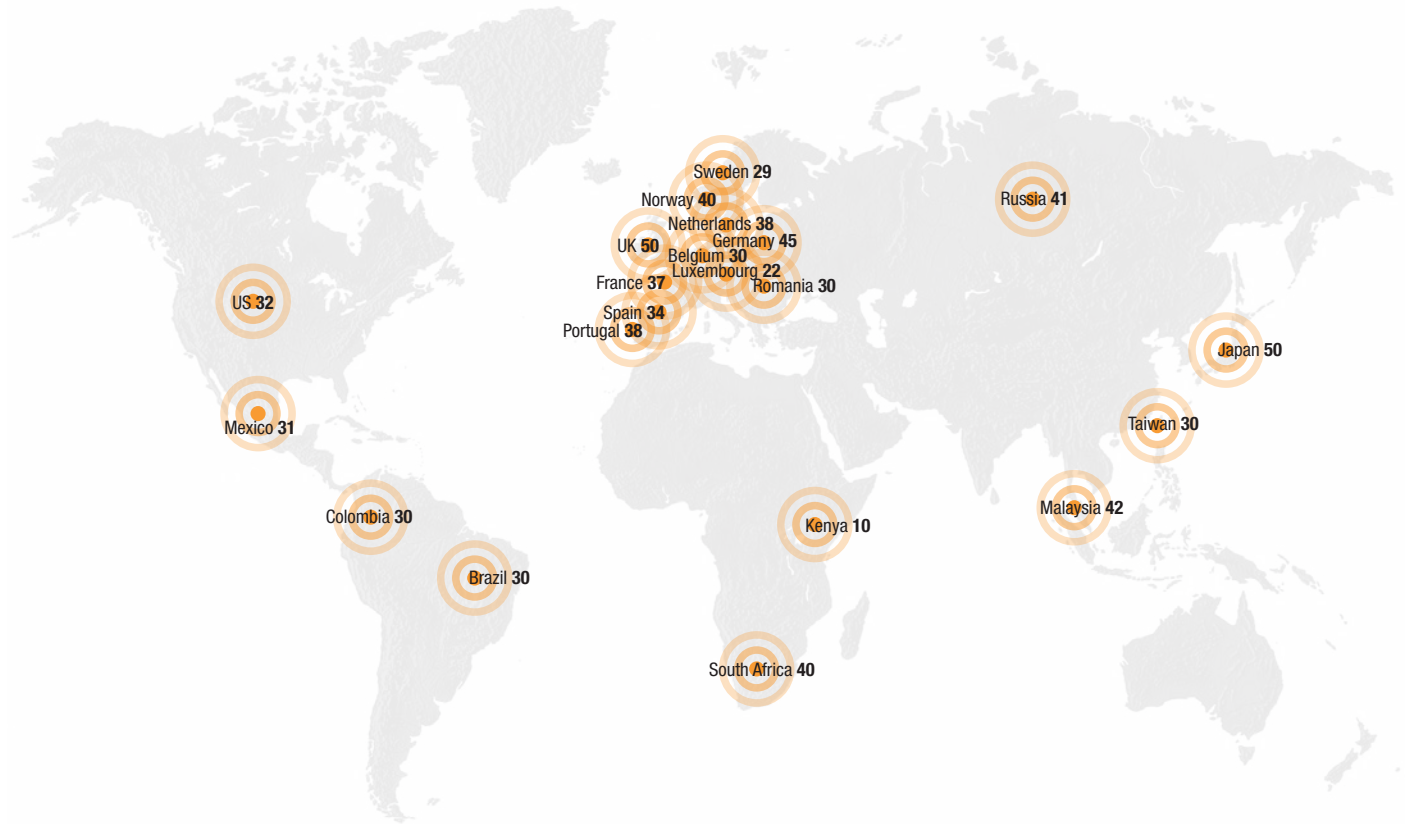 Sweden 29
Norway 40
Russia 41
Netherlands 38
Germany 45
UK 50
Belgium 30
Luxembourg 22
France 37
Romania 30
US 32
Spain 34
Portugal 38
Japan 50
Mexico 31
Taiwan 30
Malaysia 42
Colombia 30
Kenya 10
Brazil 30
South Africa 40